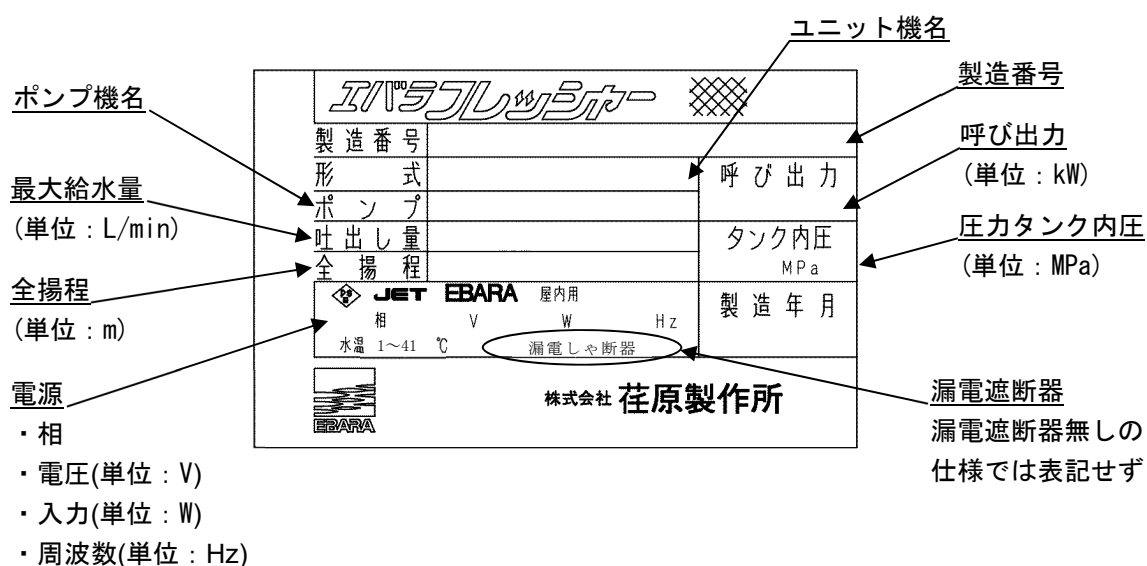 ユニット機名
製造番号
ポンプ機名
呼び出力
(単位：kW)
最大給水量
(単位：L/min)
圧力タンク内圧
(単位：MPa)
全揚程
(単位：m)
エバラフレッシャー
製造番号
形式
呼び出力
ポンプ
吐出し量
タンク内圧
MPa
全揚程
PS
E
JET EBARA 屋内用
製造年月
相 V W Hz
水温 1～41 ℃ 漏電しゃ断器
EBARA
株式会社 荏原製作所
電源
・相
・電圧(単位：V)
・入力(単位：W)
・周波数(単位：Hz)
漏電遮断器
漏電遮断器無しの
仕様では表記せず